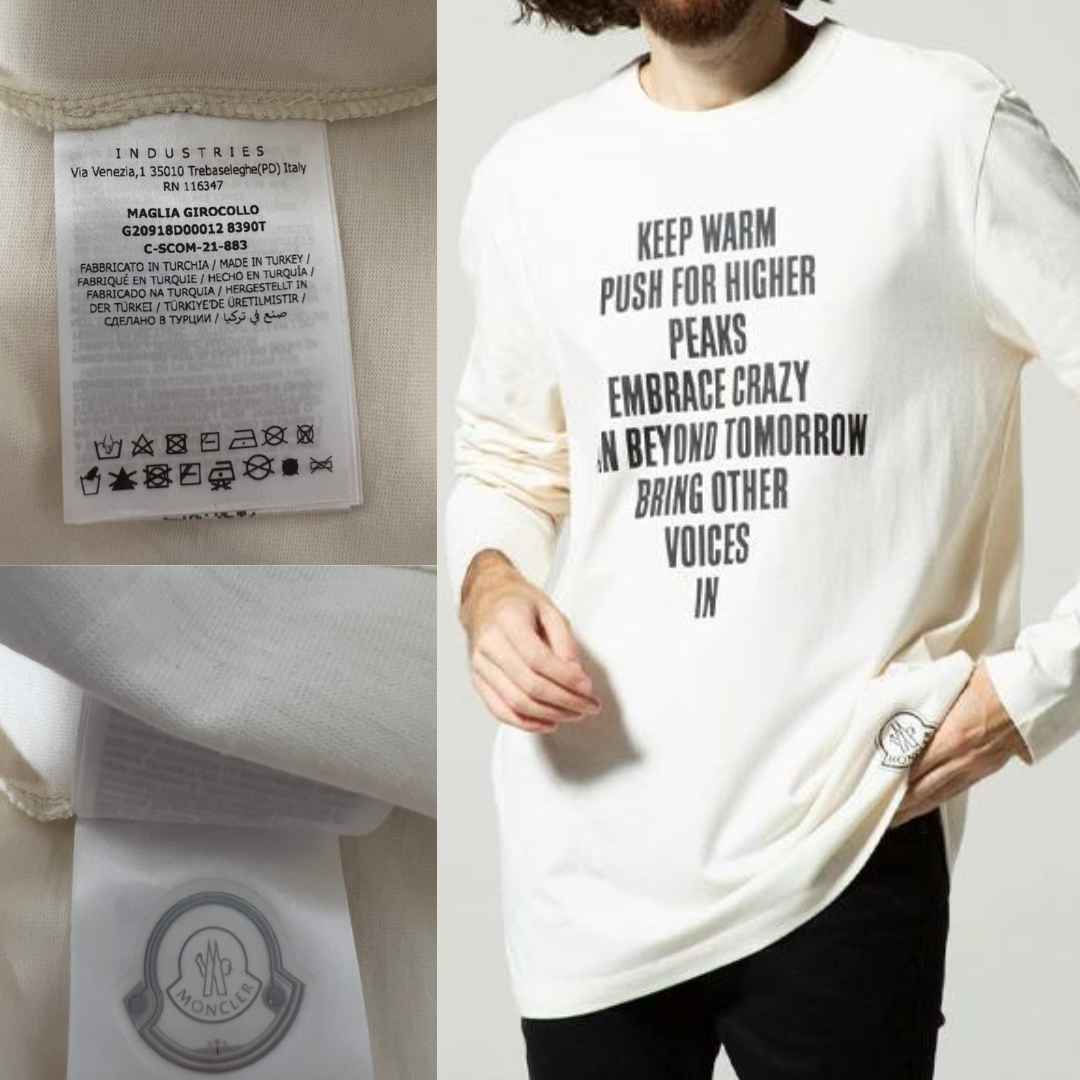 INDUSTRIES
Via Venezia,1 35010 Trebaseleghe(PD) Italy
RN 116347
MAGLIA GIROCOLLO
G20918D00012 8390T
C-SCOM-21-883
FABBRICATO IN TURCHIA / MADE IN TURKEY /
FABRIQUÉ EN TURQUIE / HECHO EN TURQUÍA /
FABRICADO NA TURQUIA / HERGESTELLT IN
DER TÜRKEI / TÜRKIYE'DE ÜRETILMISTIR /
СДЕЛАНО В ТУРЦИИ / صنع في تركيا
MONCLER
KEEP WARM
PUSH FOR HIGHER
PEAKS
EMBRACE CRAZY
N BEYOND TOMORROW
BRING OTHER
VOICES
IN
MONCLER